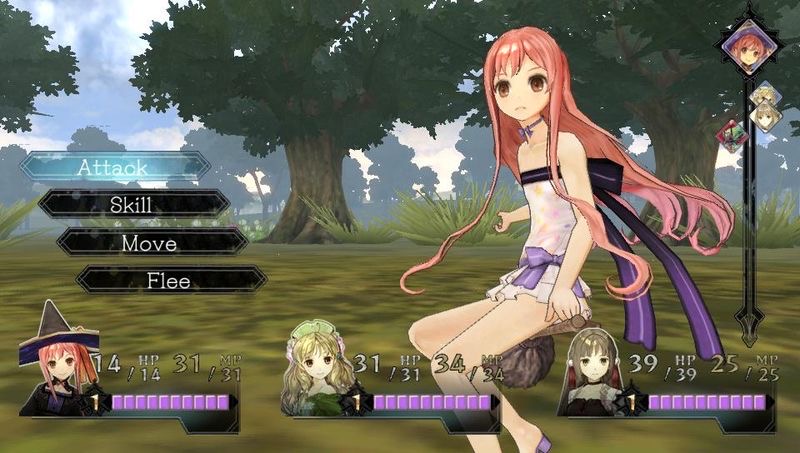 Attack
Skill
Move
Flee
14 HP /14 31 MP /31
31 HP /31 34 MP /34
39 HP /39 25 MP /25
1 1 1